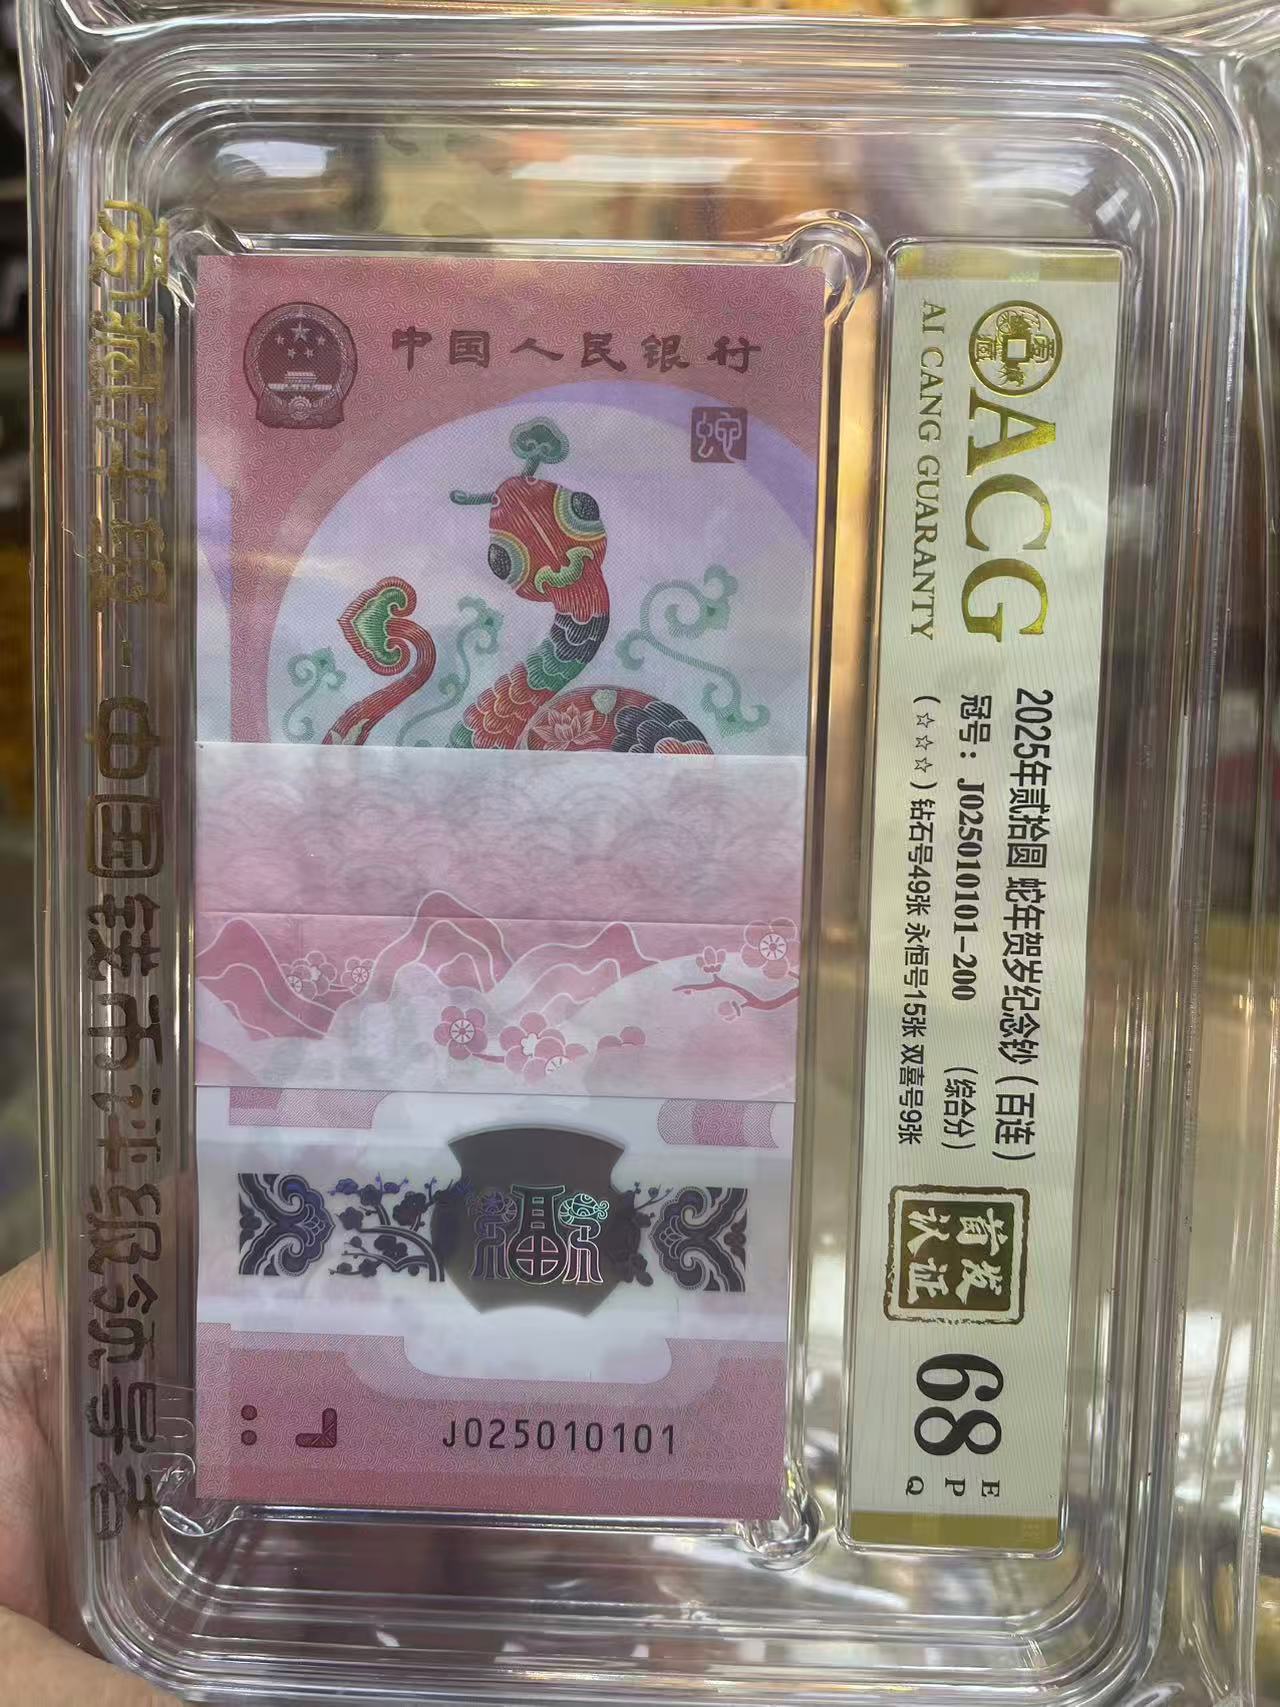 中国人民银行
蛇
福
J025010101
ACG
AI CANG GUARANTY
2025年贰拾圆 蛇年贺岁纪念钞（百连）
冠号：J025010101-200 （综合分）
（☆☆☆）钻石号49张 永恒号15张 双喜号9张
首发
认证
68
E
P
Q
中国钱币评级领导者